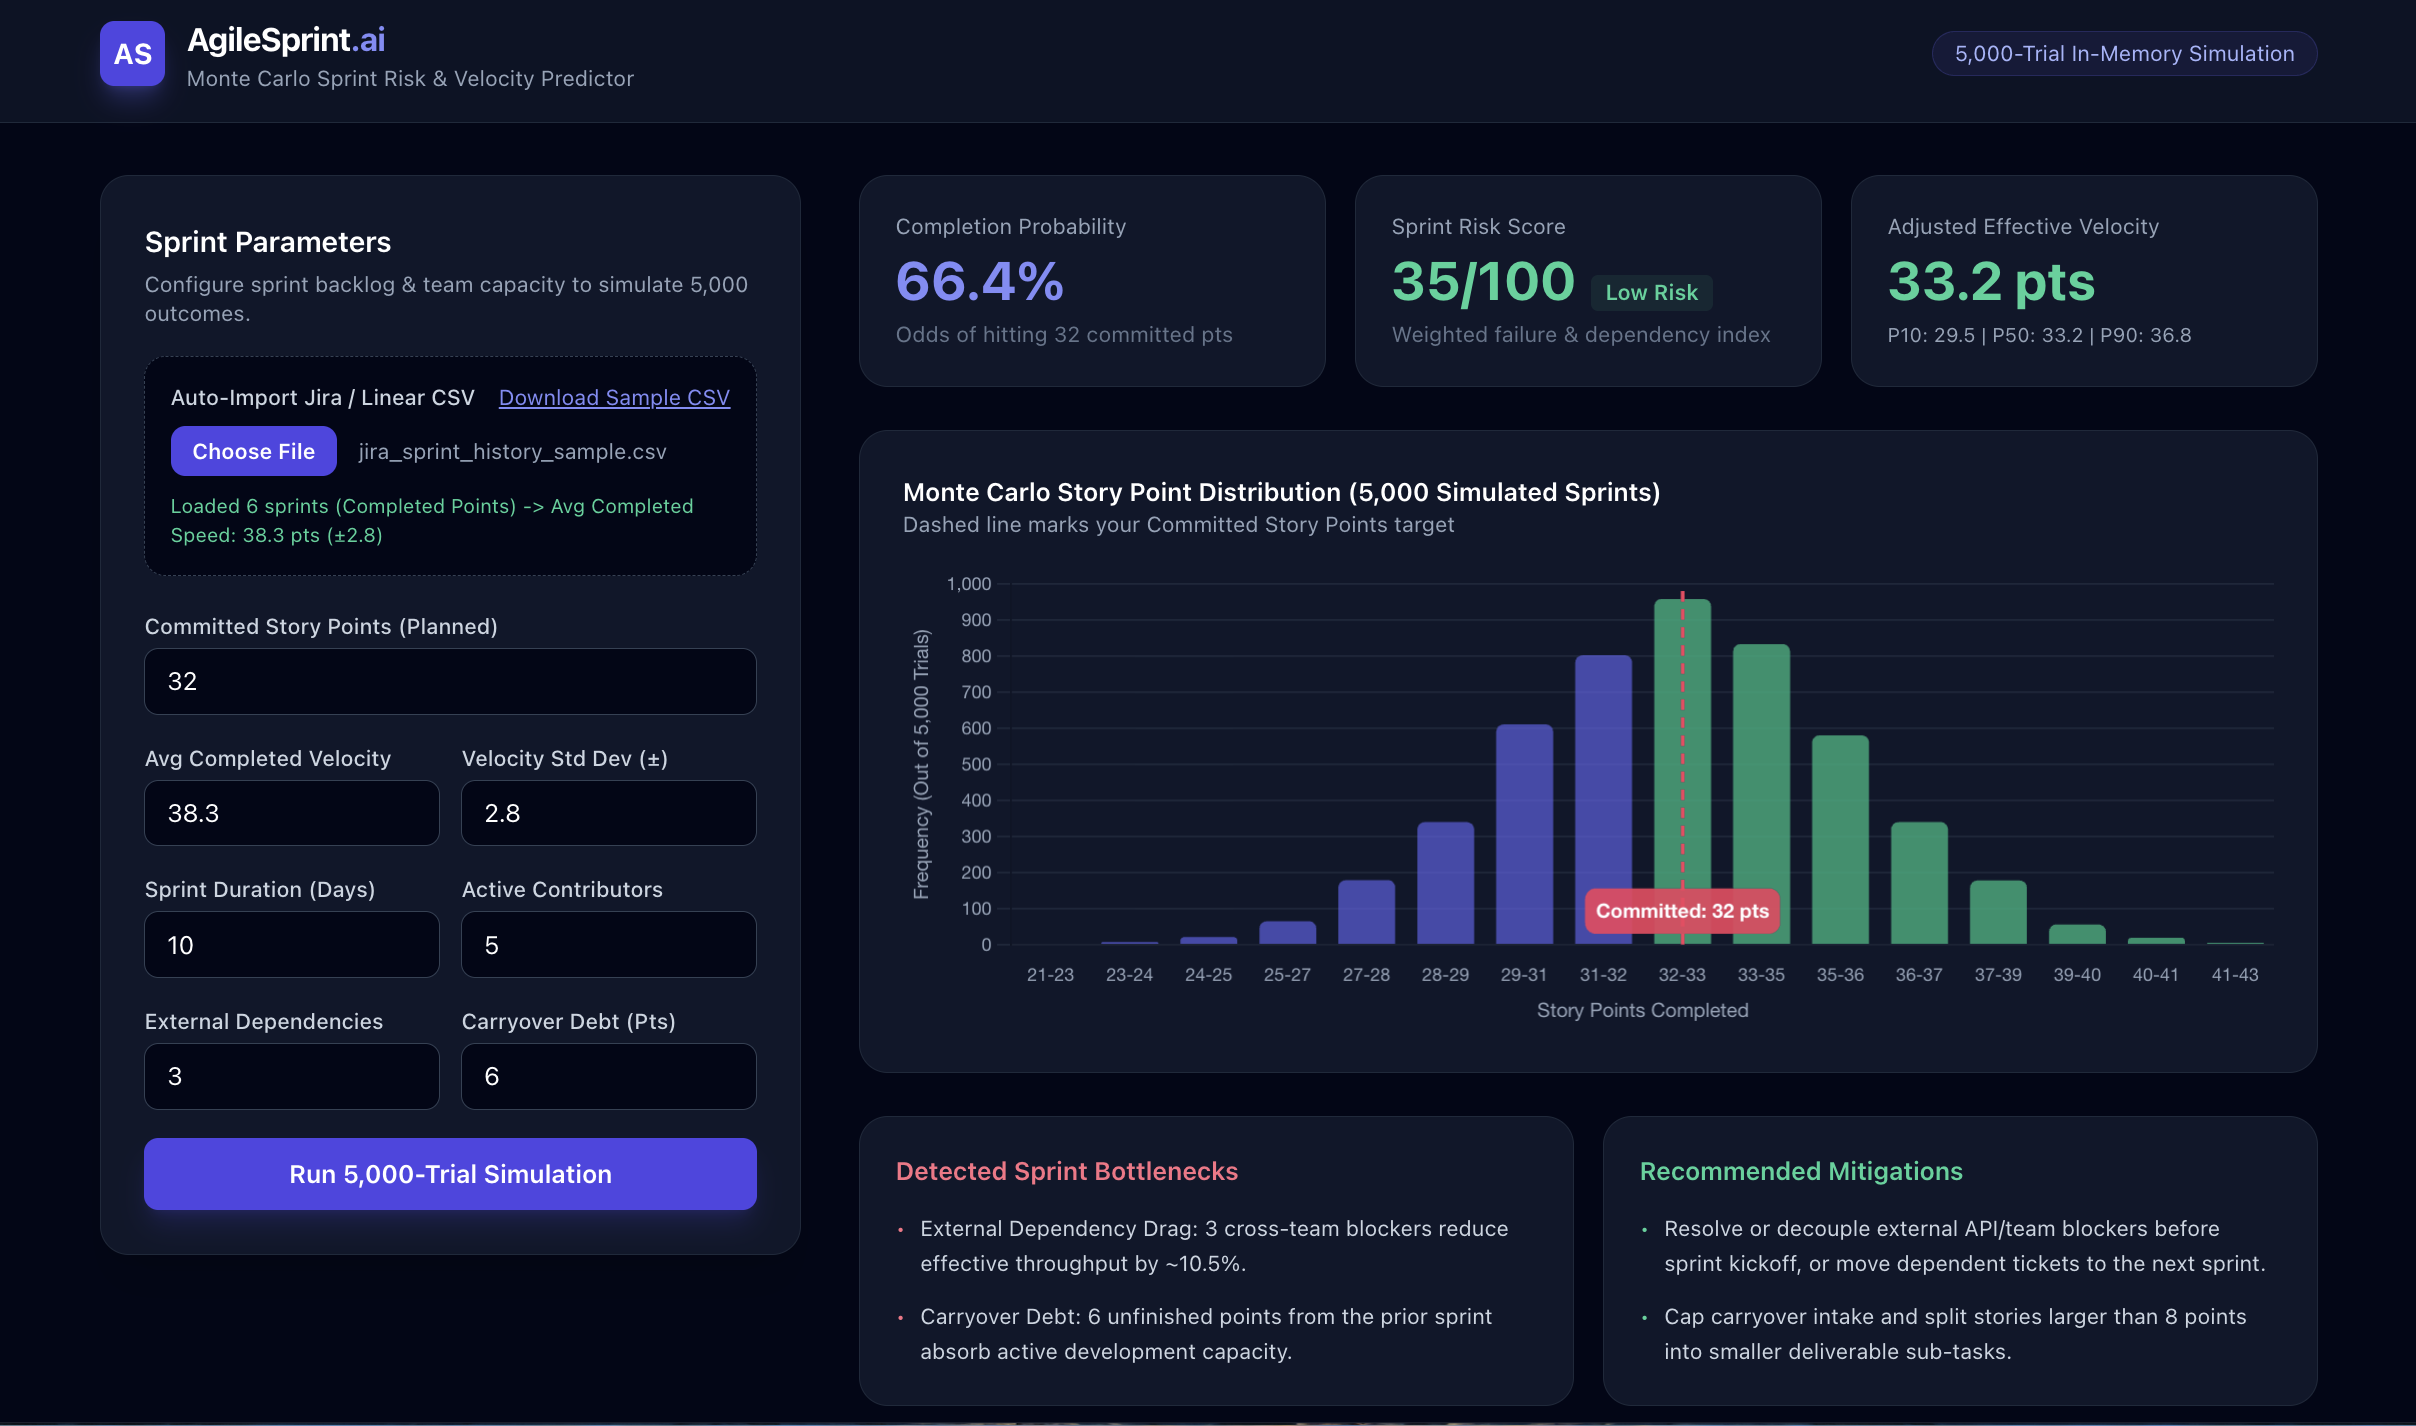 AS
AgileSprint.ai
Monte Carlo Sprint Risk & Velocity Predictor
5,000-Trial In-Memory Simulation
Sprint Parameters
Configure sprint backlog & team capacity to simulate 5,000
outcomes.
Auto-Import Jira / Linear CSV
Download Sample CSV
Choose File
jira_sprint_history_sample.csv
Loaded 6 sprints (Completed Points) -> Avg Completed
Speed: 38.3 pts (±2.8)
Committed Story Points (Planned)
32
Avg Completed Velocity
38.3
Velocity Std Dev (±)
2.8
Sprint Duration (Days)
10
Active Contributors
5
External Dependencies
3
Carryover Debt (Pts)
6
Run 5,000-Trial Simulation
Completion Probability
66.4%
Odds of hitting 32 committed pts
Sprint Risk Score
35/100
Low Risk
Weighted failure & dependency index
Adjusted Effective Velocity
33.2 pts
P10: 29.5 | P50: 33.2 | P90: 36.8
Monte Carlo Story Point Distribution (5,000 Simulated Sprints)
Dashed line marks your Committed Story Points target
Frequency (Out of 5,000 Trials)
1,000
900
800
700
600
500
400
300
200
100
0
Committed: 32 pts
21-23
23-24
24-25
25-27
27-28
28-29
29-31
31-32
32-33
33-35
35-36
36-37
37-39
39-40
40-41
41-43
Story Points Completed
Detected Sprint Bottlenecks
• External Dependency Drag: 3 cross-team blockers reduce
effective throughput by ~10.5%.
• Carryover Debt: 6 unfinished points from the prior sprint
absorb active development capacity.
Recommended Mitigations
• Resolve or decouple external API/team blockers before
sprint kickoff, or move dependent tickets to the next sprint.
• Cap carryover intake and split stories larger than 8 points
into smaller deliverable sub-tasks.